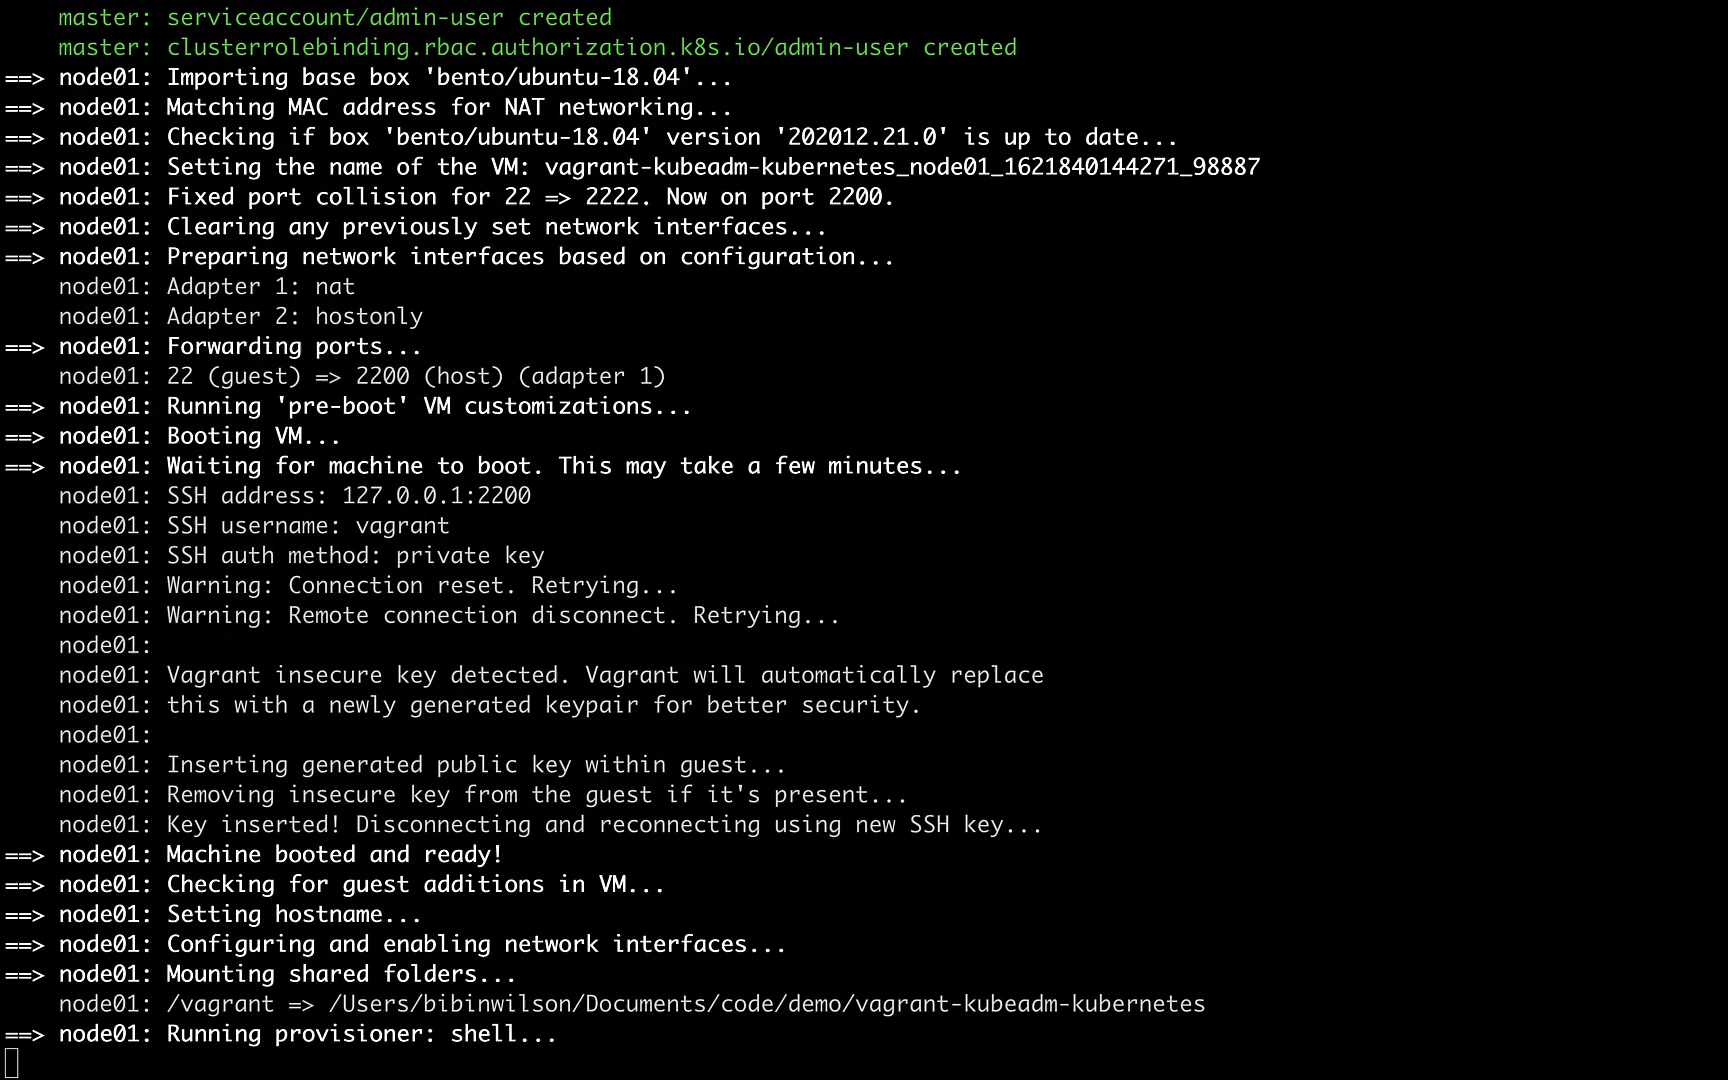 master: serviceaccount/admin-user created
master: clusterrolebinding.rbac.authorization.k8s.io/admin-user created
==> node01: Importing base box 'bento/ubuntu-18.04'...
==> node01: Matching MAC address for NAT networking...
==> node01: Checking if box 'bento/ubuntu-18.04' version '202012.21.0' is up to date...
==> node01: Setting the name of the VM: vagrant-kubeadm-kubernetes_node01_1621840144271_98887
==> node01: Fixed port collision for 22 => 2222. Now on port 2200.
==> node01: Clearing any previously set network interfaces...
==> node01: Preparing network interfaces based on configuration...
node01: Adapter 1: nat
node01: Adapter 2: hostonly
==> node01: Forwarding ports...
node01: 22 (guest) => 2200 (host) (adapter 1)
==> node01: Running 'pre-boot' VM customizations...
==> node01: Booting VM...
==> node01: Waiting for machine to boot. This may take a few minutes...
node01: SSH address: 127.0.0.1:2200
node01: SSH username: vagrant
node01: SSH auth method: private key
node01: Warning: Connection reset. Retrying...
node01: Warning: Remote connection disconnect. Retrying...
node01:
node01: Vagrant insecure key detected. Vagrant will automatically replace
node01: this with a newly generated keypair for better security.
node01:
node01: Inserting generated public key within guest...
node01: Removing insecure key from the guest if it's present...
node01: Key inserted! Disconnecting and reconnecting using new SSH key...
==> node01: Machine booted and ready!
==> node01: Checking for guest additions in VM...
==> node01: Setting hostname...
==> node01: Configuring and enabling network interfaces...
==> node01: Mounting shared folders...
node01: /vagrant => /Users/bibinwilson/Documents/code/demo/vagrant-kubeadm-kubernetes
==> node01: Running provisioner: shell...